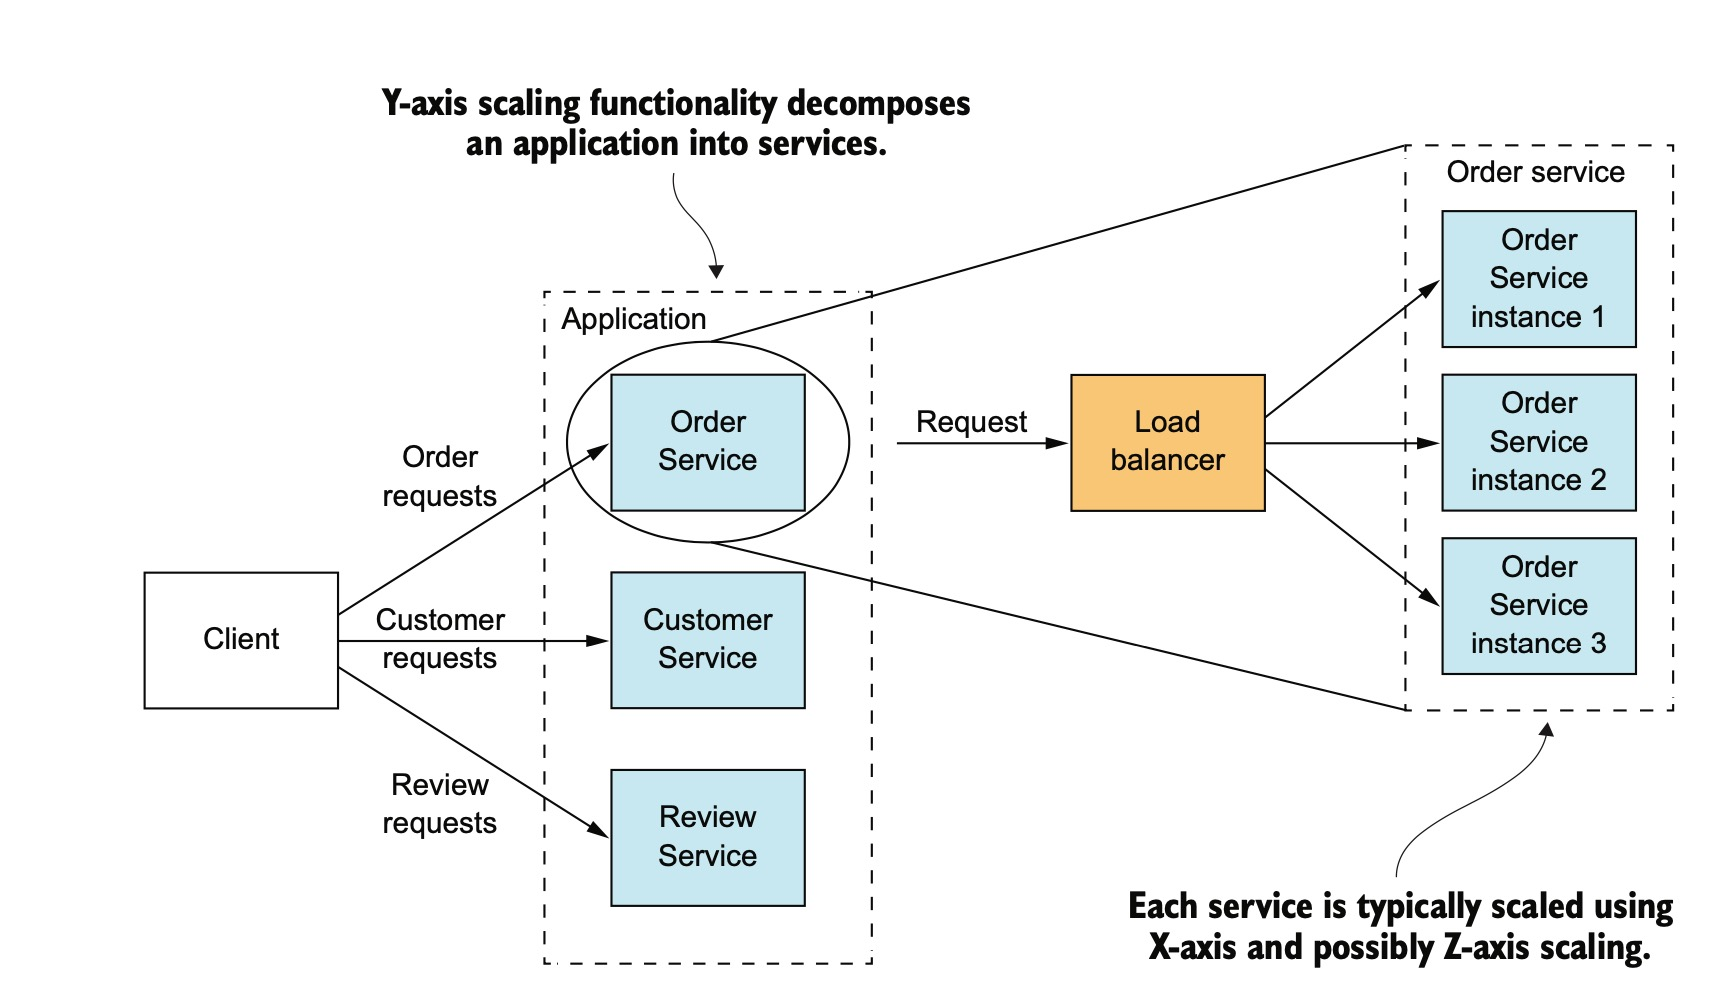 Y-axis scaling functionality decomposes
an application into services.
Application
Order
Service
Order
requests
Client
Customer
requests
Customer
Service
Review
requests
Review
Service
Request
Load
balancer
Order service
Order
Service
instance 1
Order
Service
instance 2
Order
Service
instance 3
Each service is typically scaled using
X-axis and possibly Z-axis scaling.